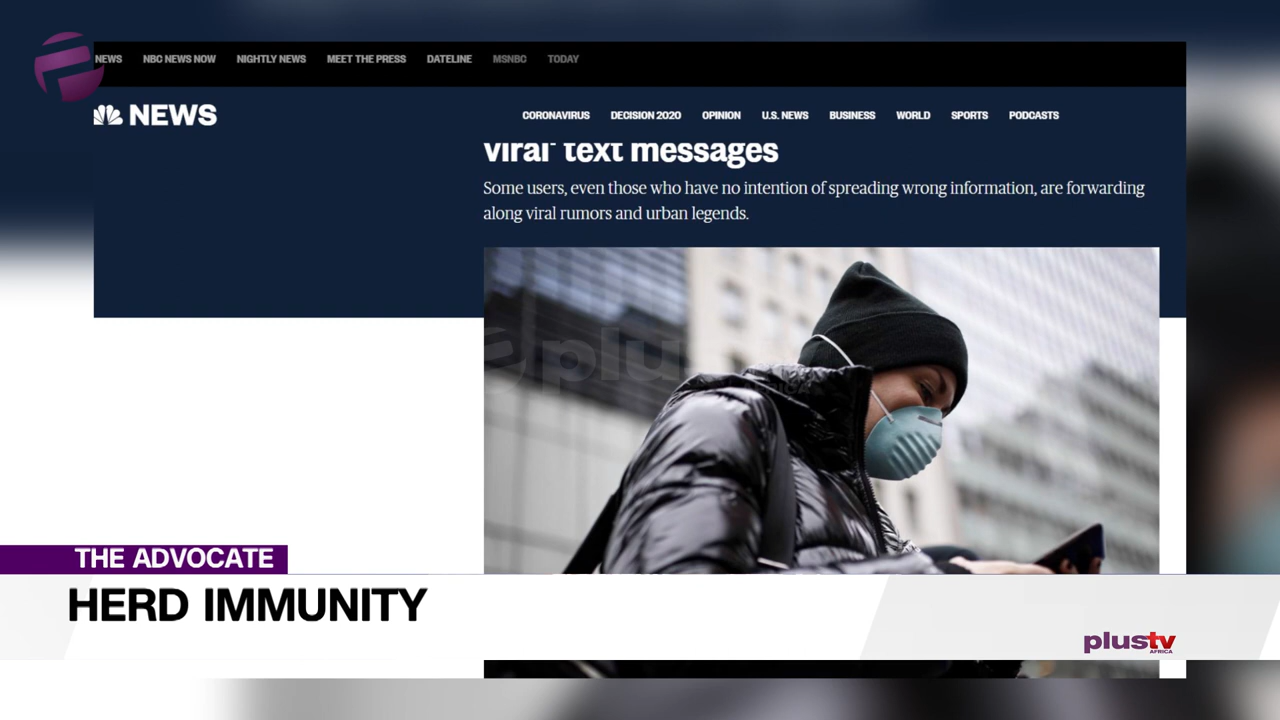 NEWS NBC NEWS NOW NIGHTLY NEWS MEET THE PRESS DATELINE MSNBC TODAY
NEWS CORONAVIRUS DECISION 2020 OPINION U.S. NEWS BUSINESS WORLD SPORTS PODCASTS
viral text messages
Some users, even those who have no intention of spreading wrong information, are forwarding
along viral rumors and urban legends.
plus
THE ADVOCATE
HERD IMMUNITY
plustv
AFRICA